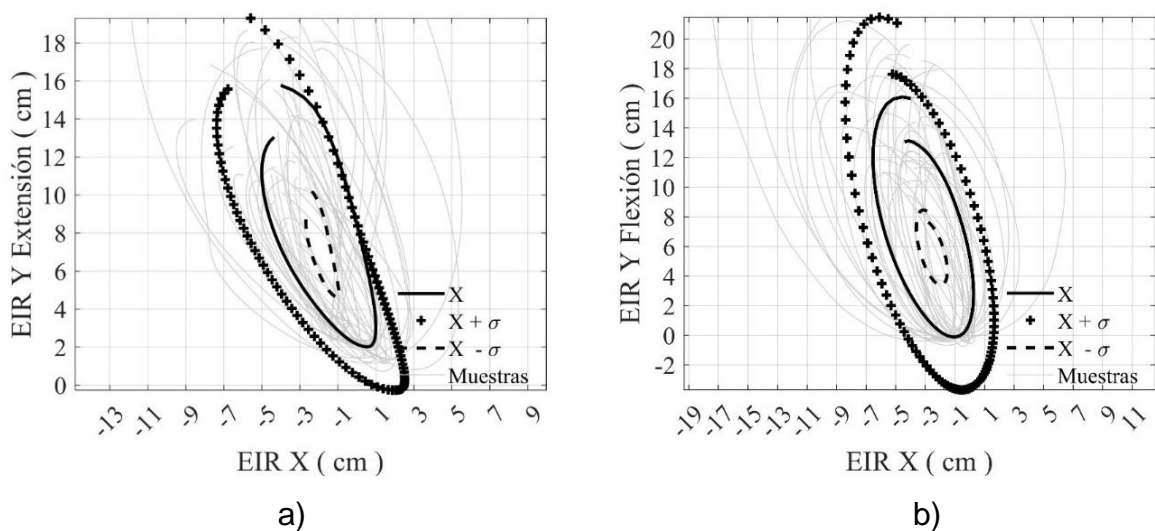 EIR Y Extensión ( cm )
18
16
14
12
10
8
6
4
2
0
X
X + σ
X - σ
Muestras
-13 -11 -9 -7 -5 -3 -1 1 3 5 7 9
EIR X ( cm )
a)
EIR Y Flexión ( cm )
20
18
16
14
12
10
8
6
4
2
0
-2
X
X + σ
X - σ
Muestras
-19 -17 -15 -13 -11 -9 -7 -5 -3 -1 1 3 5 7 9 11
EIR X ( cm )
b)